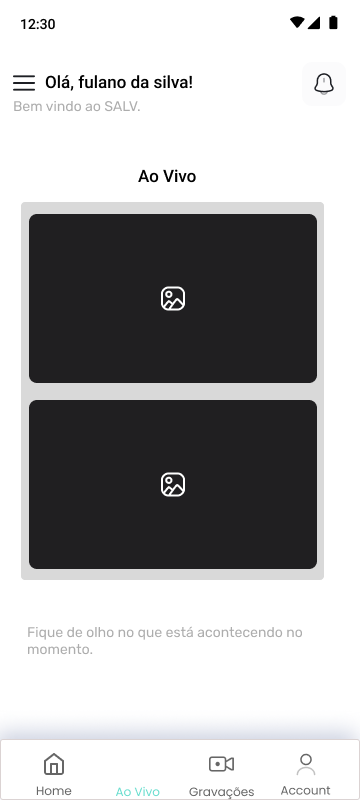 12:30
Olá, fulano da silva!
Bem vindo ao SALV.
Ao Vivo
Fique de olho no que está acontecendo no
momento.
Home
Ao Vivo
Gravações
Account